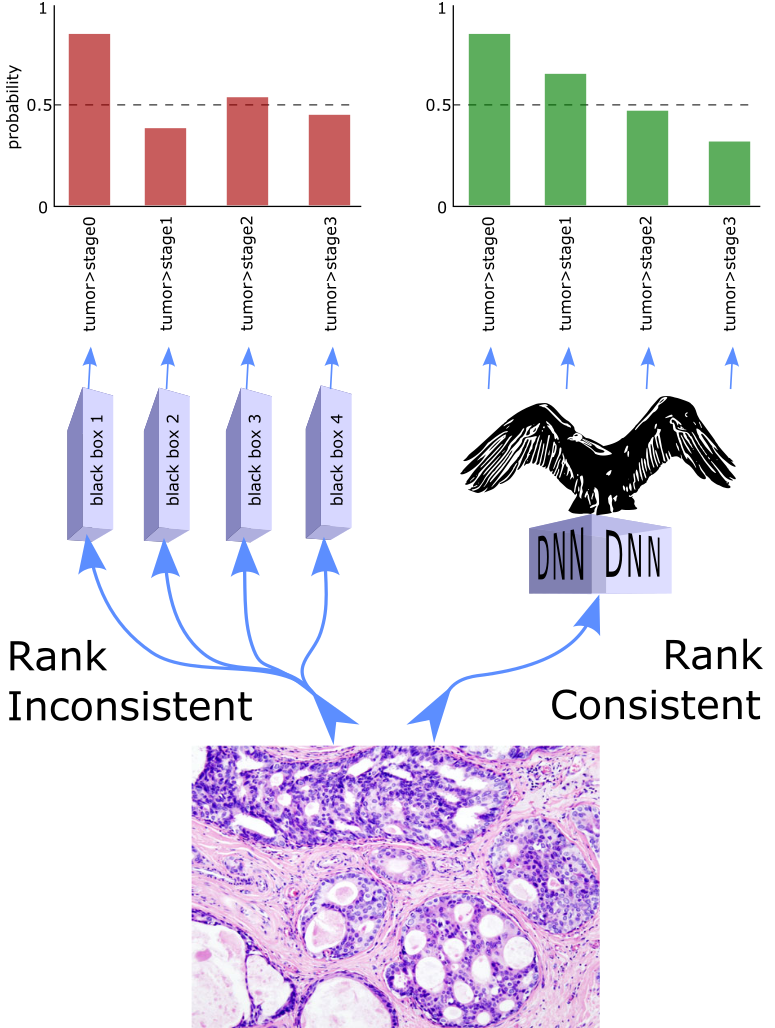 1
0.5
0
probability
tumor>stage0
tumor>stage1
tumor>stage2
tumor>stage3
1
0.5
0
tumor>stage0
tumor>stage1
tumor>stage2
tumor>stage3
black box 1
black box 2
black box 3
black box 4
DNN DNN
Rank
Inconsistent
Rank
Consistent